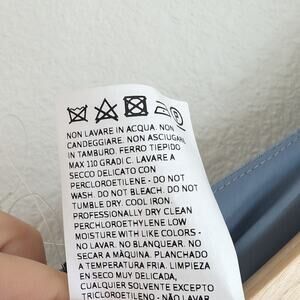 NON LAVARE IN ACQUA. NON
CANDEGGIARE. NON ASCIUGARE
IN TAMBURO. FERRO TIEPIDO
MAX 110 GRADI C. LAVARE A
SECCO DELICATO CON
PERCLOROETILENE - DO NOT
WASH. DO NOT BLEACH. DO NOT
TUMBLE DRY. COOL IRON.
PROFESSIONALLY DRY CLEAN
PERCHLOROETHYLENE LOW
MOISTURE WITH LIKE COLORS -
NO LAVAR. NO BLANQUEAR. NO
SECAR A MÀQUINA. PLANCHADO
A TEMPERATURA FRIA. LIMPIEZA
EN SECO MUY DELICADA,
CUALQUIER SOLVENTE EXCEPTO
TRICLOROETILENO - NÃO LAVAR